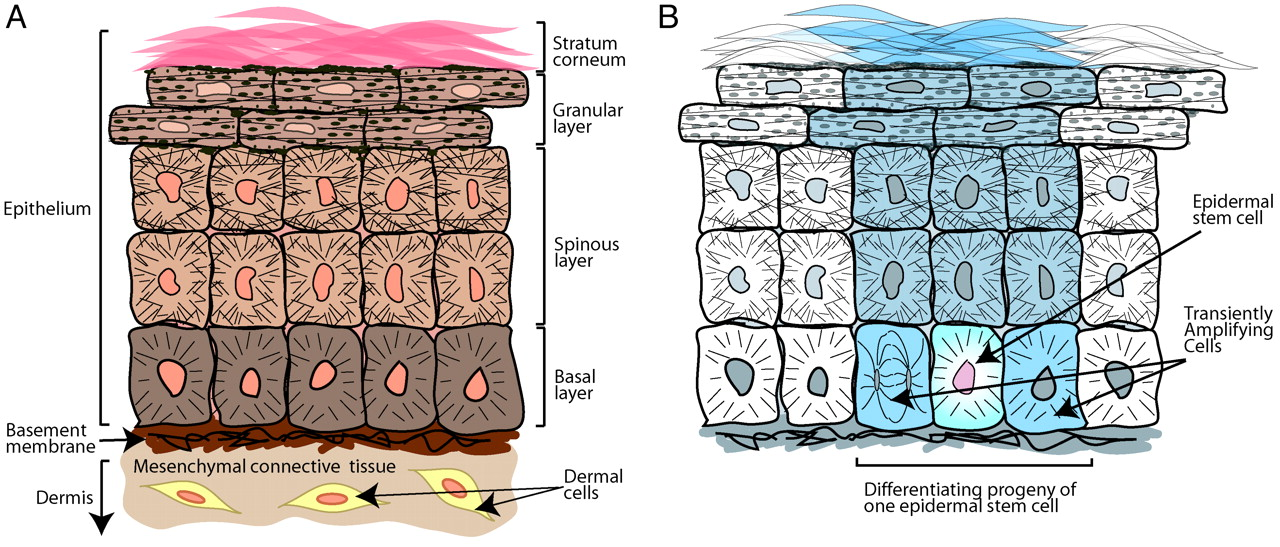 A
Stratum
corneum
Granular
layer
Epithelium
Spinous
layer
Basal
layer
Basement
membrane
Mesenchymal connective tissue
Dermis
Dermal
cells
B
Epidermal
stem cell
Transiently
Amplifying
Cells
Differentiating progeny of
one epidermal stem cell